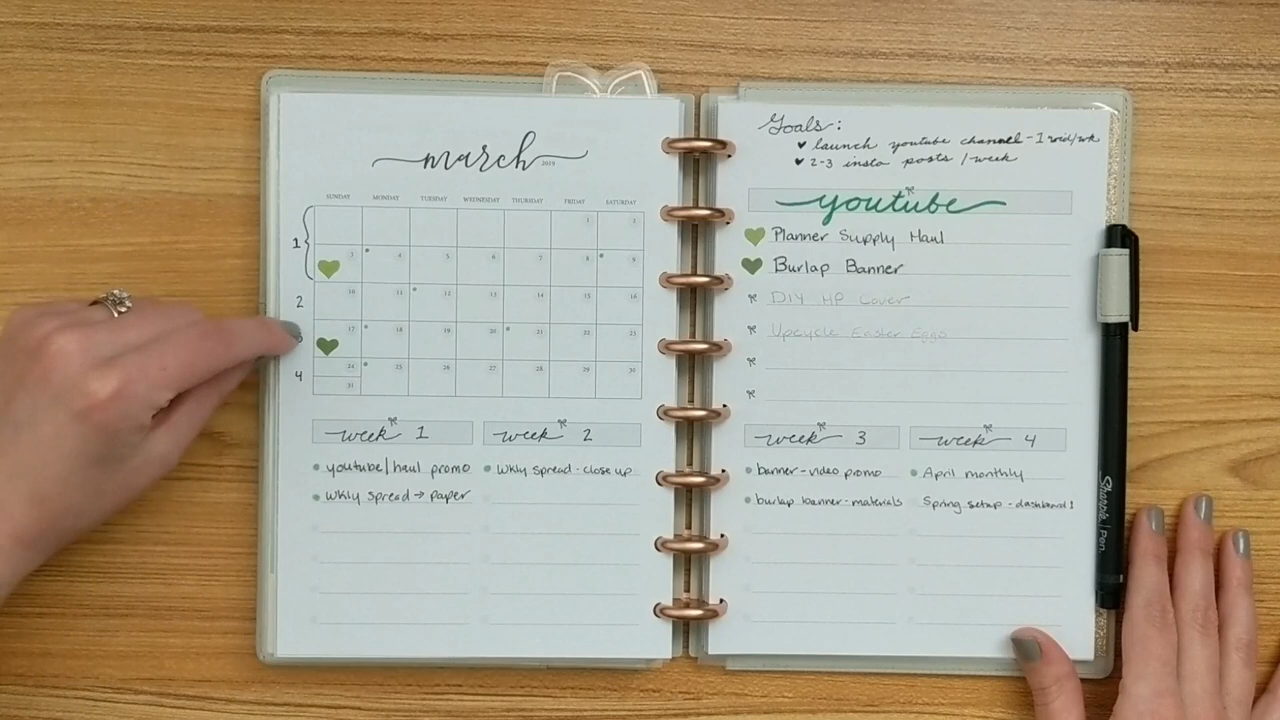 march 2019
SUNDAY MONDAY TUESDAY WEDNESDAY THURSDAY FRIDAY SATURDAY
1 2
1
3 4 5 6 7 8 9
2
10 11 12 13 14 15 16
17 18 19 20 21 22 23
4
24 25 26 27 28 29 30
31
week 1
youtube/haul promo
wkly spread → paper
week 2
wkly spread - close up
Goals:
♥ launch youtube channel - 1 vid/wk
♥ 2-3 insta posts / week
youtube
Planner Supply Haul
Burlap Banner
DIY HP Cover
Upcycle Easter Eggs
week 3
banner - video promo
burlap banner - materials
week 4
April monthly
Spring setup - dashboard!
Sharpie Pen.